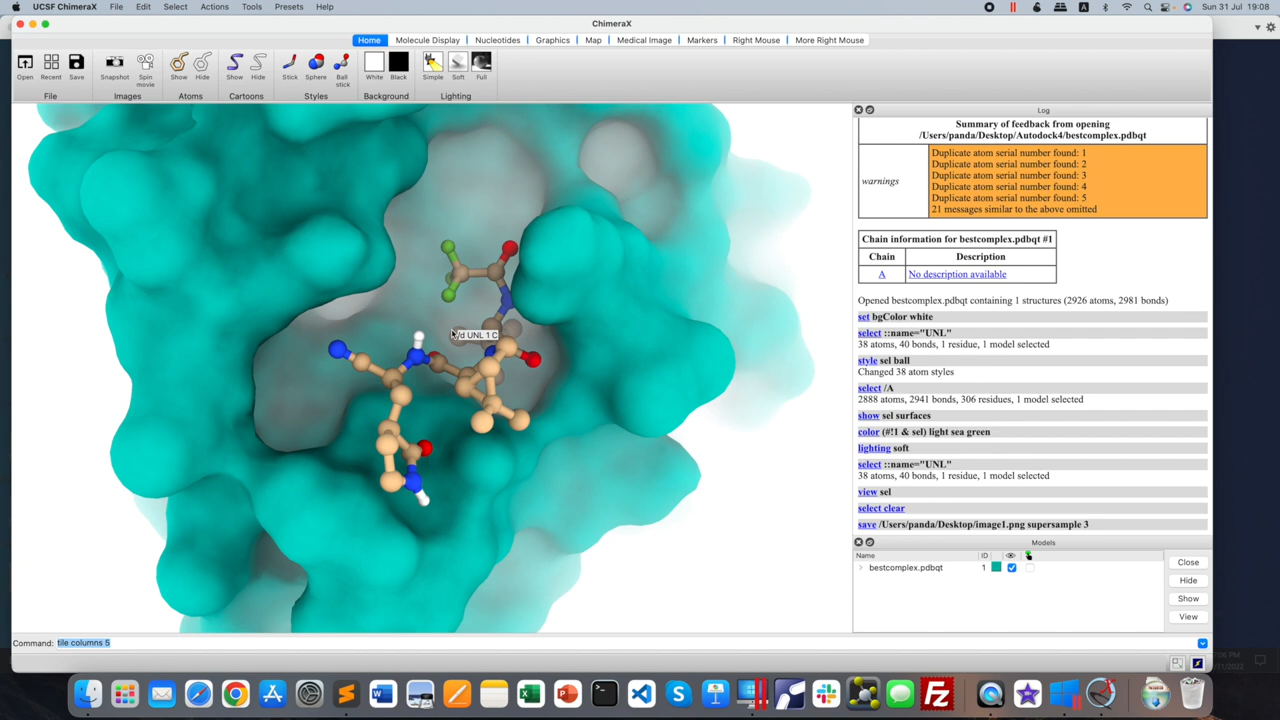 UCSF ChimeraX File Edit Select Actions Tools Presets Help
A
Sun 31 Jul 19:08
ChimeraX
Home Molecule Display Nucleotides Graphics Map Medical Image Markers Right Mouse More Right Mouse
Open Recent Save Snapshot Spin movie Show Hide Show Hide Stick Sphere Ball stick White Black Simple Soft Full
File Images Atoms Cartoons Styles Background Lighting
Log
Summary of feedback from opening
/Users/panda/Desktop/Autodock4/bestcomplex.pdbqt
warnings
Duplicate atom serial number found: 1
Duplicate atom serial number found: 2
Duplicate atom serial number found: 3
Duplicate atom serial number found: 4
Duplicate atom serial number found: 5
21 messages similar to the above omitted
Chain information for bestcomplex.pdbqt #1
Chain Description
A No description available
Opened bestcomplex.pdbqt containing 1 structures (2926 atoms, 2981 bonds)
set bgColor white
select ::name="UNL"
38 atoms, 40 bonds, 1 residue, 1 model selected
style sel ball
Changed 38 atom styles
select /A
2888 atoms, 2941 bonds, 306 residues, 1 model selected
show sel surfaces
color (#!1 & sel) light sea green
lighting soft
select ::name="UNL"
38 atoms, 40 bonds, 1 residue, 1 model selected
view sel
select clear
save /Users/panda/Desktop/image1.png supersample 3
/d UNL 1 C
Models
Name ID
bestcomplex.pdbqt 1
Close
Hide
Show
View
Command: tile columns 5